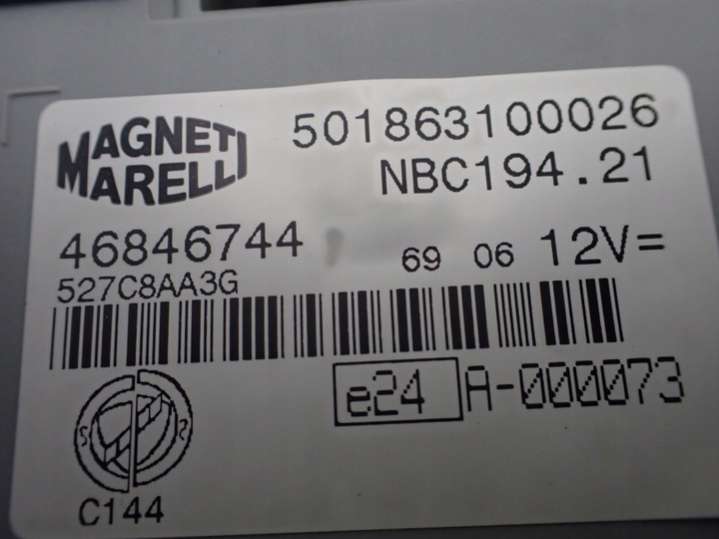 MAGNETI
MARELLI
501863100026
NBC194.21
46846744
69 06 12V=
527C8AA3G
e24 A-000073
C144